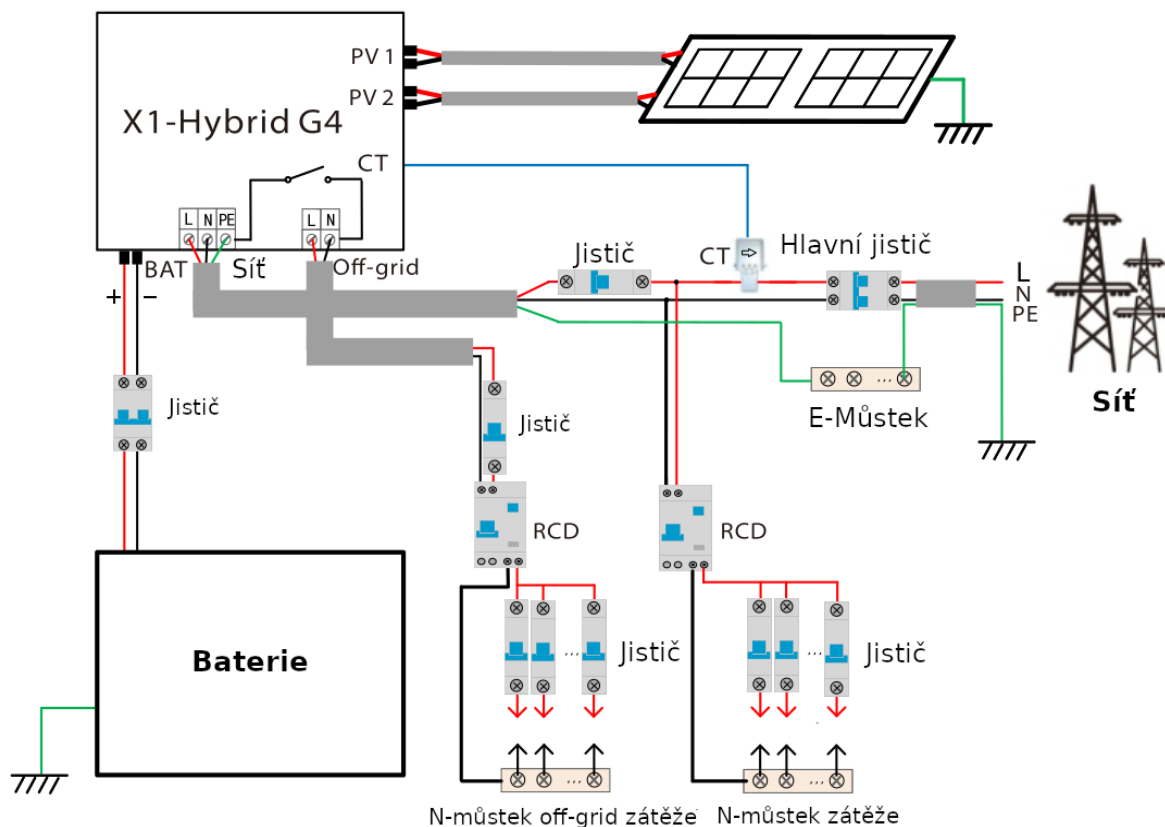 PV 1
PV 2
X1-Hybrid G4
CT
L N PE
L N
BAT
Síť
Off-grid
+ −
Jistič
CT
Hlavní jistič
L
N
PE
Síť
E-Můstek
...
Jistič
Jistič
RCD
RCD
Baterie
... Jistič
... Jistič
...
...
N-můstek off-grid zátěže
N-můstek zátěže